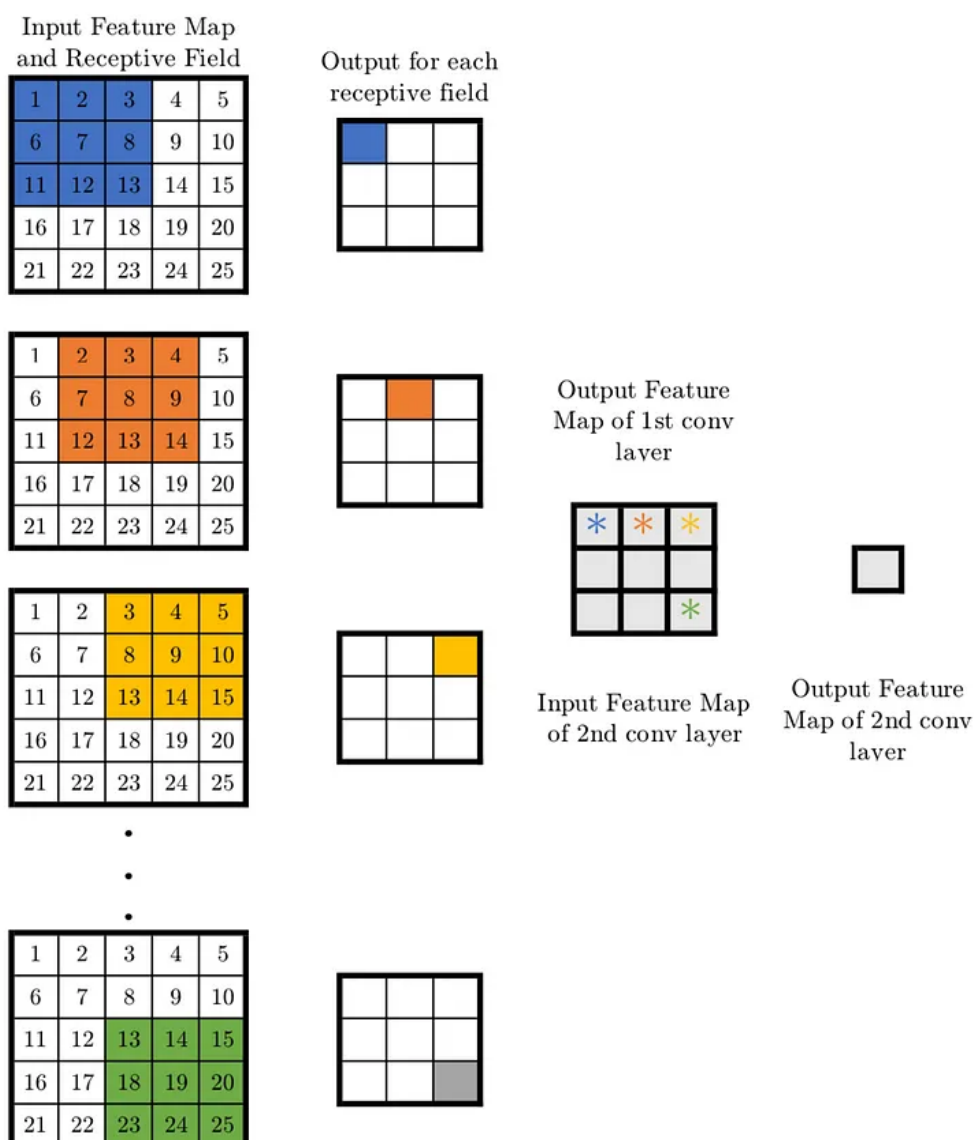 Input Feature Map
and Receptive Field
Output for each
receptive field
1 2 3 4 5
6 7 8 9 10
11 12 13 14 15
16 17 18 19 20
21 22 23 24 25
1 2 3 4 5
6 7 8 9 10
11 12 13 14 15
16 17 18 19 20
21 22 23 24 25
Output Feature
Map of 1st conv
layer
* * *
*
1 2 3 4 5
6 7 8 9 10
11 12 13 14 15
16 17 18 19 20
21 22 23 24 25
Input Feature Map
of 2nd conv layer
Output Feature
Map of 2nd conv
layer
1 2 3 4 5
6 7 8 9 10
11 12 13 14 15
16 17 18 19 20
21 22 23 24 25